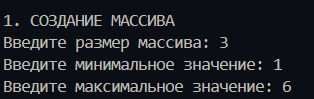 1. СОЗДАНИЕ МАССИВА
Введите размер массива: 3
Введите минимальное значение: 1
Введите максимальное значение: 6